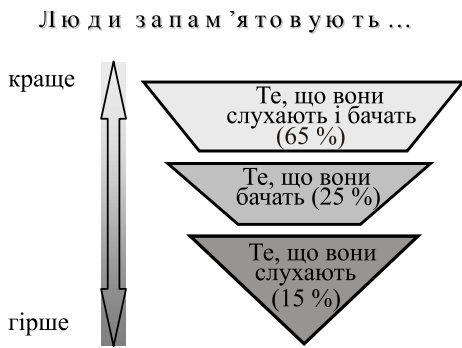 Люди запам’ятовують…
краще
Те, що вони
слухають і бачать
(65 %)
Те, що вони
бачать (25 %)
Те, що вони
слухають
(15 %)
гірше